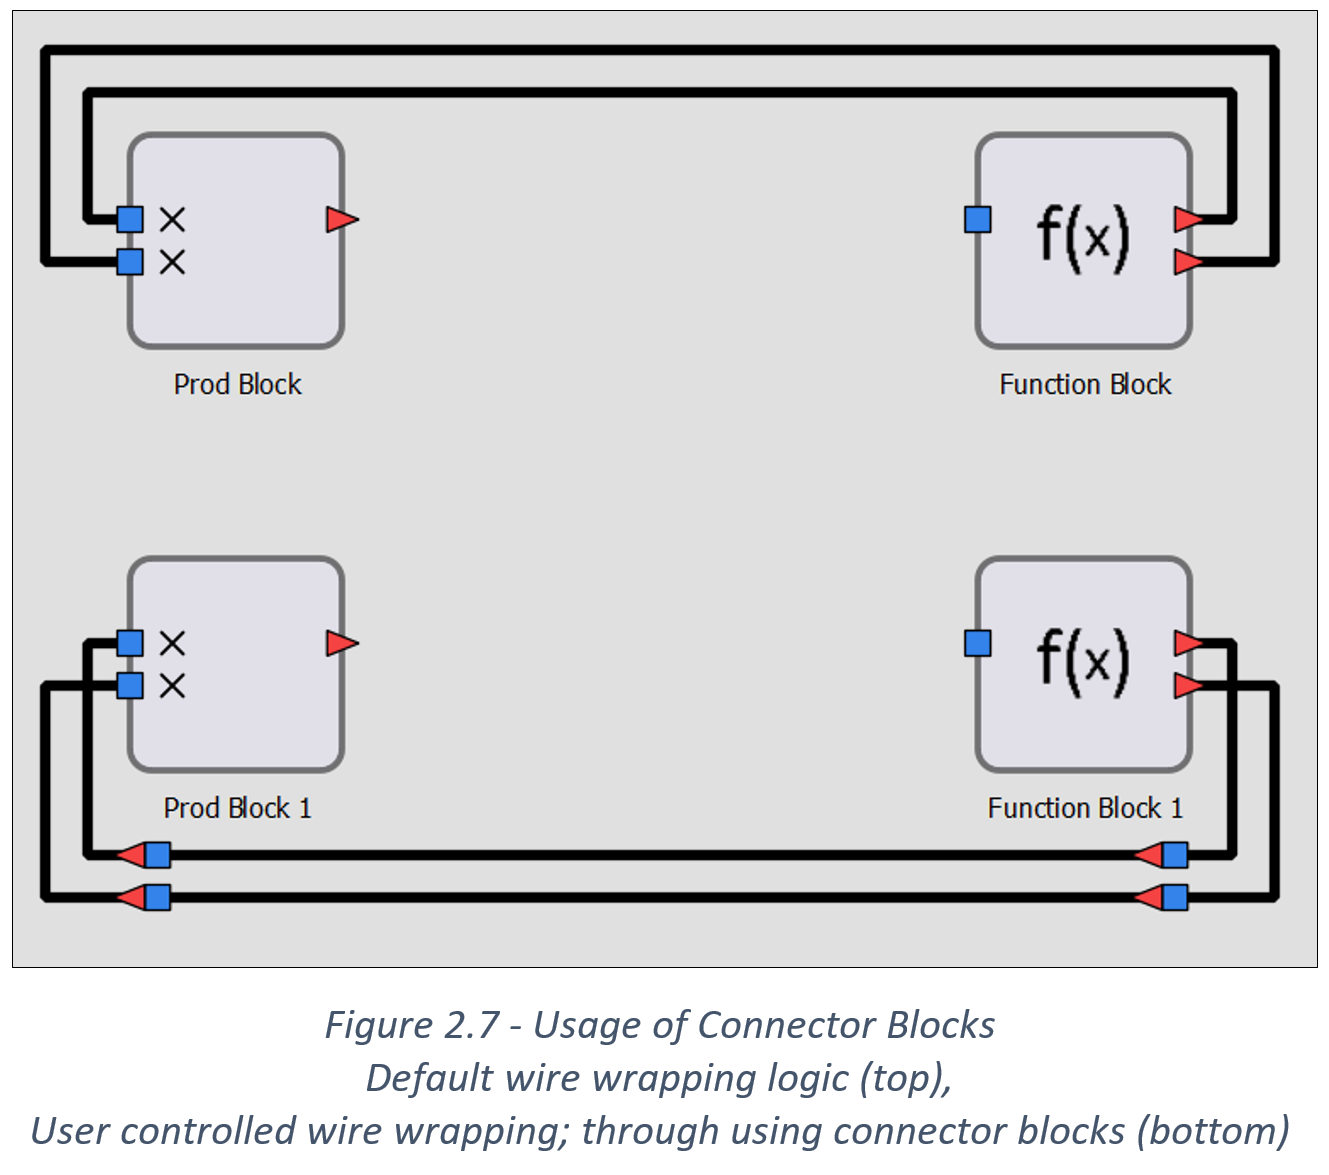 × f(x)
×
Prod Block Function Block
× f(x)
×
Prod Block 1 Function Block 1
Figure 2.7 - Usage of Connector Blocks
Default wire wrapping logic (top),
User controlled wire wrapping; through using connector blocks (bottom)